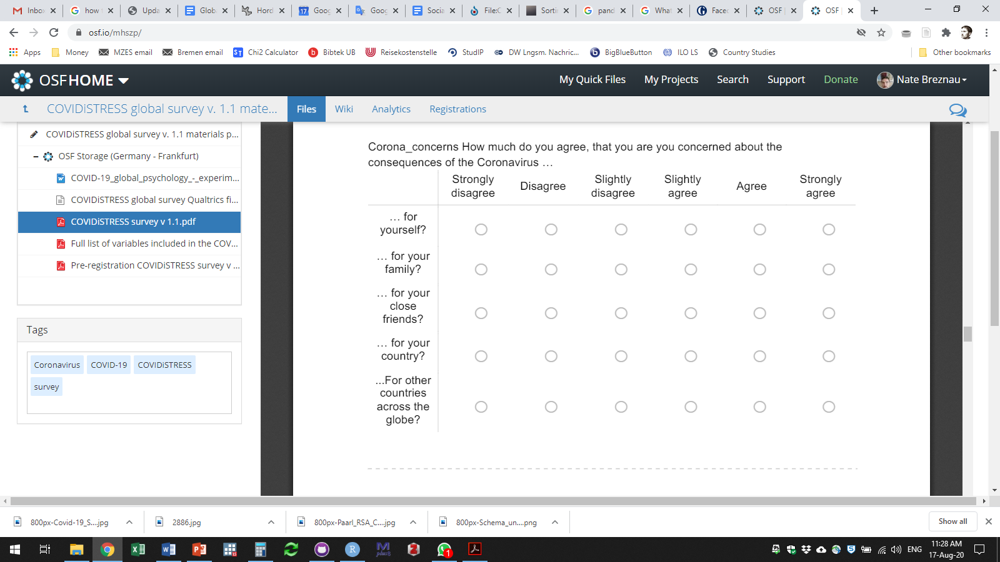 Inbox
how
Upda
Glob
Hord
Goog
Goog
Socia
File:C
Sorti
pand
What
Faceb
OSF |
OSF |
osf.io/mhszp/
Apps
Money
MZES email
Bremen email
ST Chi2 Calculator
b Bibtek UB
Reisekostenstelle
StudIP
DW Lngsm. Nachric...
b BigBlueButton
ILO LS
Country Studies
Other bookmarks
OSFHOME
My Quick Files
My Projects
Search
Support
Donate
Nate Breznau
COVIDiSTRESS global survey v. 1.1 mate...
Files
Wiki
Analytics
Registrations
COVIDiSTRESS global survey v. 1.1 materials p...
OSF Storage (Germany - Frankfurt)
COVID-19_global_psychology_-_experim...
COVIDiSTRESS global survey Qualtrics fi...
COVIDiSTRESS survey v 1.1.pdf
Full list of variables included in the COV...
Pre-registration COVIDiSTRESS survey v ...
Tags
Coronavirus COVID-19 COVIDiSTRESS
survey
Corona_concerns How much do you agree, that you are you concerned about the
consequences of the Coronavirus …
Strongly
disagree
Disagree
Slightly
disagree
Slightly
agree
Agree
Strongly
agree
… for
yourself?
… for your
family?
… for your
close
friends?
… for your
country?
...For other
countries
across the
globe?
800px-Covid-19_S....jpg
2886.jpg
800px-Paarl_RSA_C....jpg
800px-Schema_un....png
Show all
ENG
11:28 AM
17-Aug-20